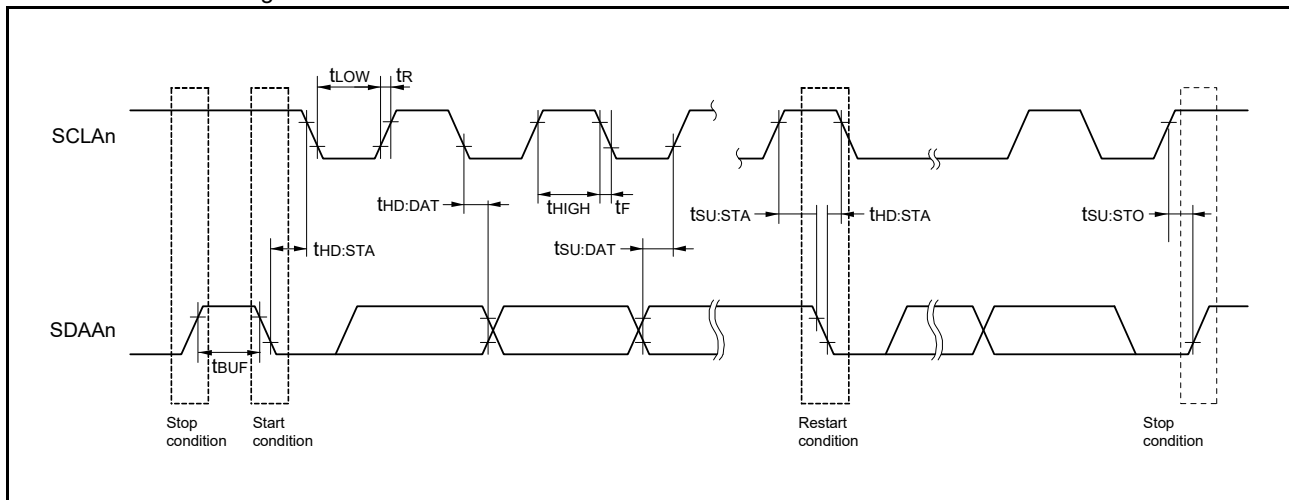 tLOW tR
SCLAn
tHD:DAT tHIGH tF tSU:STA tHD:STA tSU:STO
tHD:STA tSU:DAT
SDAAn
tBUF
Stop condition
Start condition
Restart condition
Stop condition